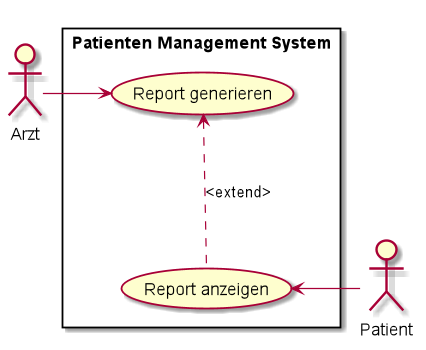 Patienten Management System
Report generieren
Arzt
<extend>
Report anzeigen
Patient